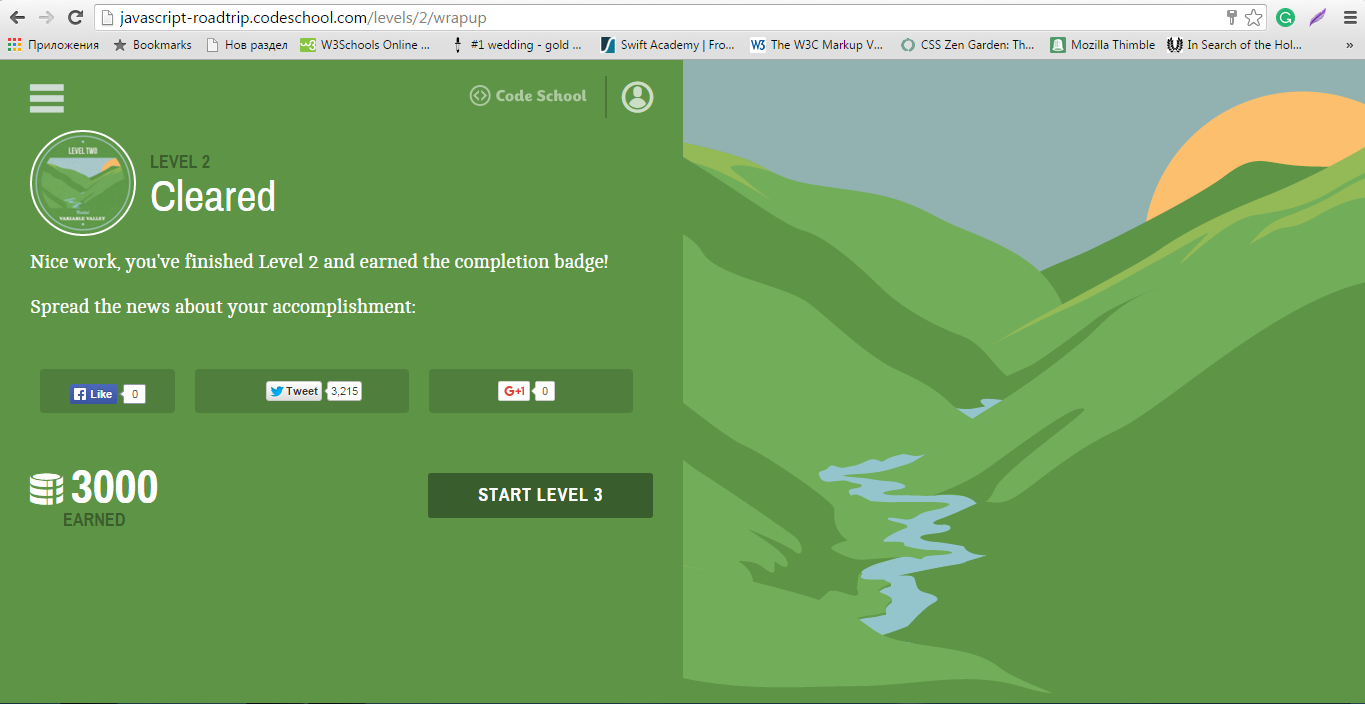 javascript-roadtrip.codeschool.com/levels/2/wrapup
Приложения Bookmarks Нов раздел W3Schools Online ... #1 wedding - gold ... Swift Academy | Fro... The W3C Markup V... CSS Zen Garden: Th... Mozilla Thimble In Search of the Hol... »
Code School
LEVEL TWO
VARIABLE VALLEY
LEVEL 2
Cleared
Nice work, you've finished Level 2 and earned the completion badge!
Spread the news about your accomplishment:
Like 0
Tweet 3,215
G+1 0
3000
EARNED
START LEVEL 3